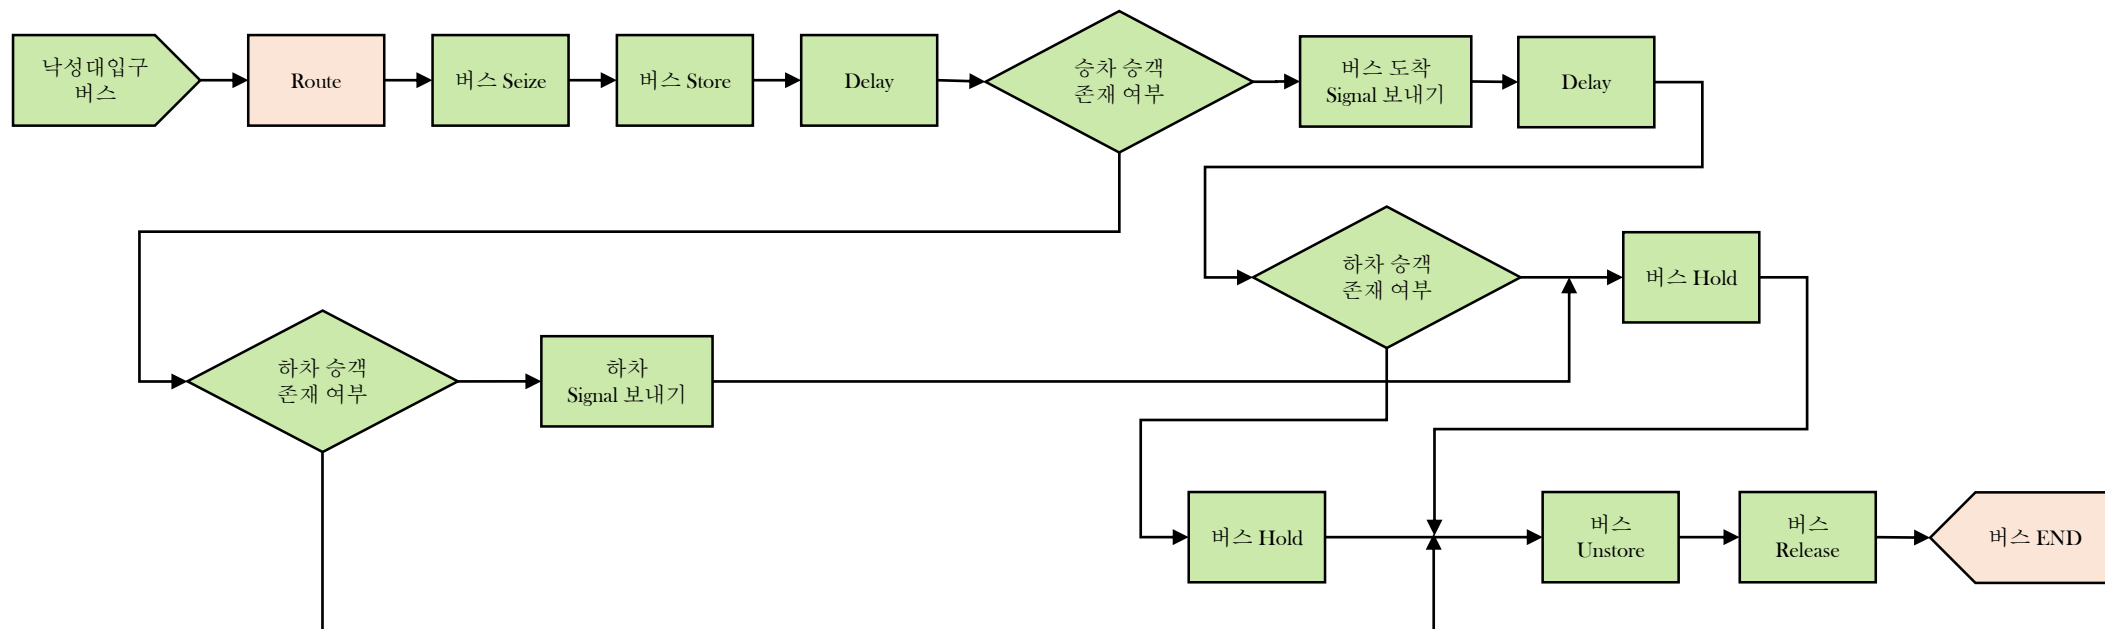 낙성대입구
버스
Route
버스 Seize
버스 Store
Delay
승차 승객
존재 여부
버스 도착
Signal 보내기
Delay
하차 승객
존재 여부
버스 Hold
하차 승객
존재 여부
하차
Signal 보내기
버스 Hold
버스
Unstore
버스
Release
버스 END